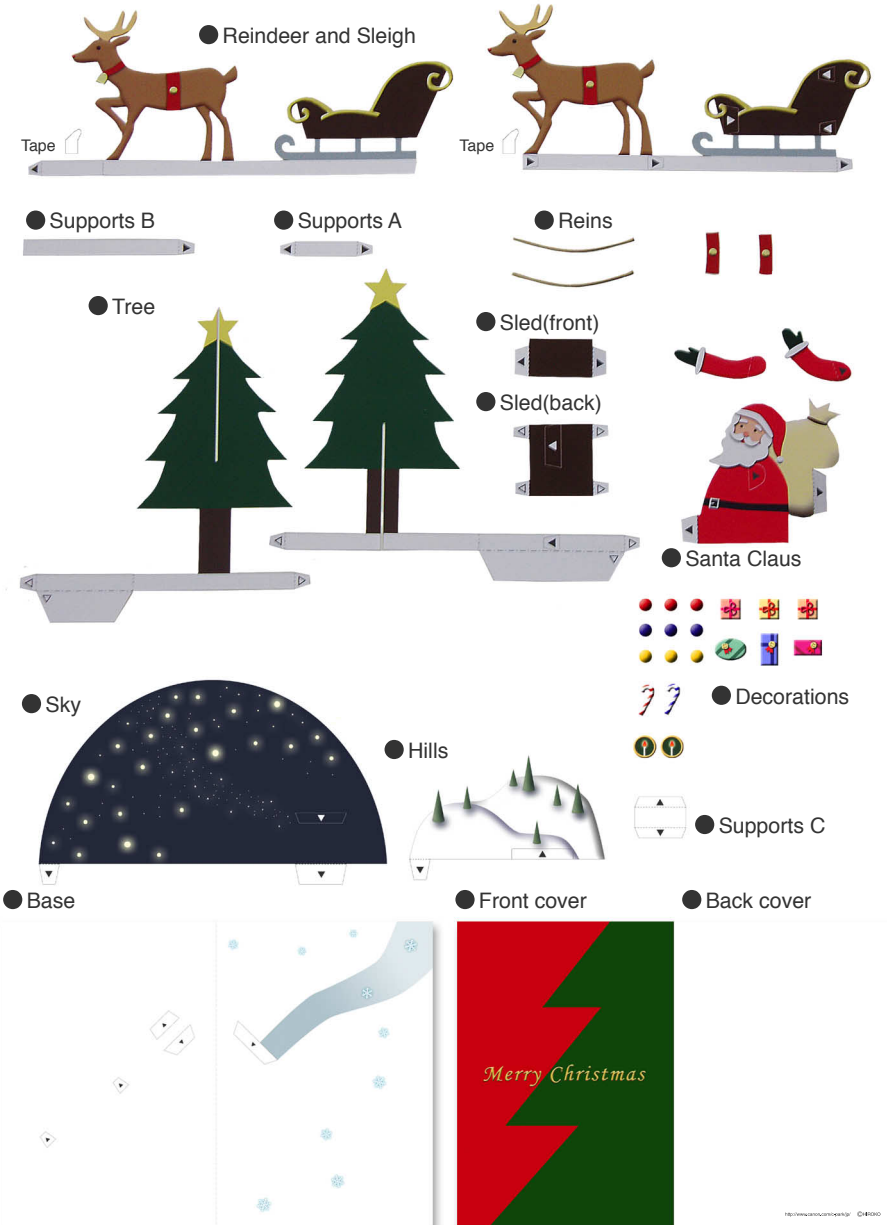 ● Reindeer and Sleigh
Tape
Tape
● Supports B
● Supports A
● Reins
● Tree
● Sled(front)
● Sled(back)
● Santa Claus
● Decorations
● Sky
● Hills
● Supports C
● Base
● Front cover
● Back cover
Merry Christmas
©HIROKO